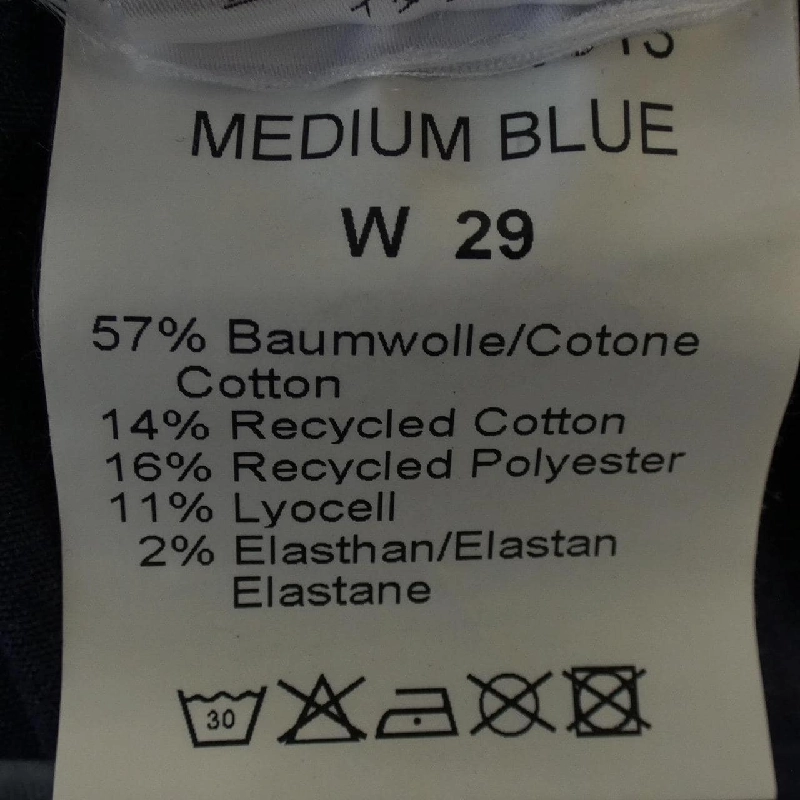 MEDIUM BLUE
W 29
57% Baumwolle/Cotone
Cotton
14% Recycled Cotton
16% Recycled Polyester
11% Lyocell
2% Elasthan/Elastan
Elastane
30